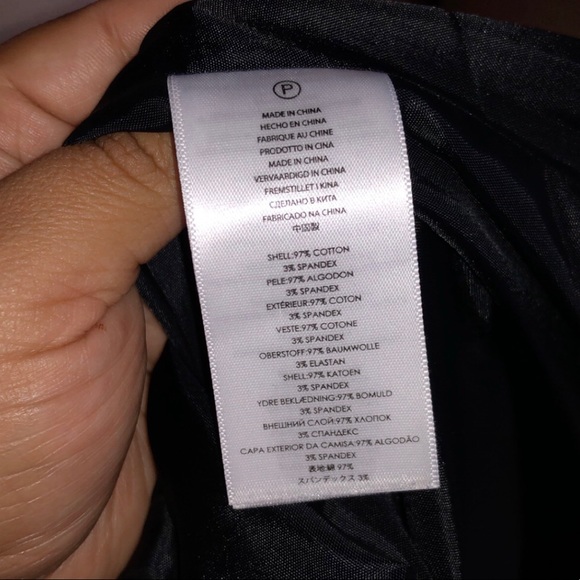 P
MADE IN CHINA
HECHO EN CHINA
FABRIQUE AU CHINE
PRODOTTO IN CINA
MADE IN CHINA
VERVAARDIGD IN CHINA
FREMSTILLET I KINA
СДЕЛАНО В КИТА
FABRICADO NA CHINA
中国製
SHELL:97% COTTON
3% SPANDEX
PELE:97% ALGODON
3% SPANDEX
EXTÉRIEUR:97% COTON
3% SPANDEX
VESTE:97% COTONE
3% SPANDEX
OBERSTOFF:97% BAUMWOLLE
3% ELASTAN
SHELL:97% KATOEN
3% SPANDEX
YDRE BEKLÆDNING:97% BOMULD
3% SPANDEX
ВНЕШНИЙ СЛОЙ:97% ХЛОПОК
3% СПАНДЕКС
CAPA EXTERIOR DA CAMISA:97% ALGODÃO
3% SPANDEX
表地:綿 97%
スパンデックス 3%